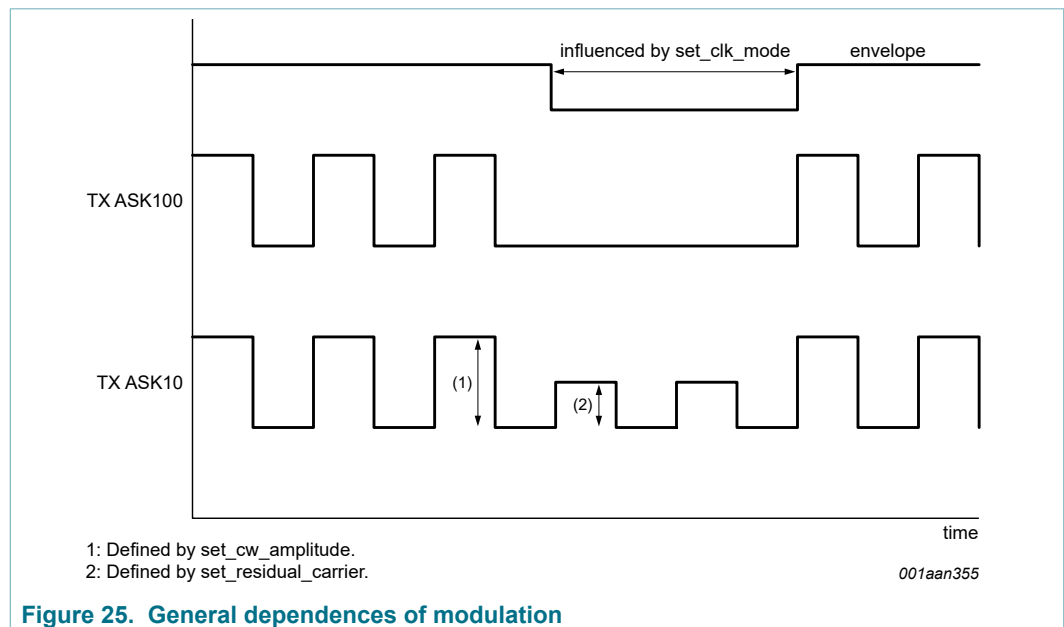 influenced by set_clk_mode
envelope
TX ASK100
TX ASK10
(1)
(2)
time
1: Defined by set_cw_amplitude.
2: Defined by set_residual_carrier.
001aan355
Figure 25. General dependences of modulation